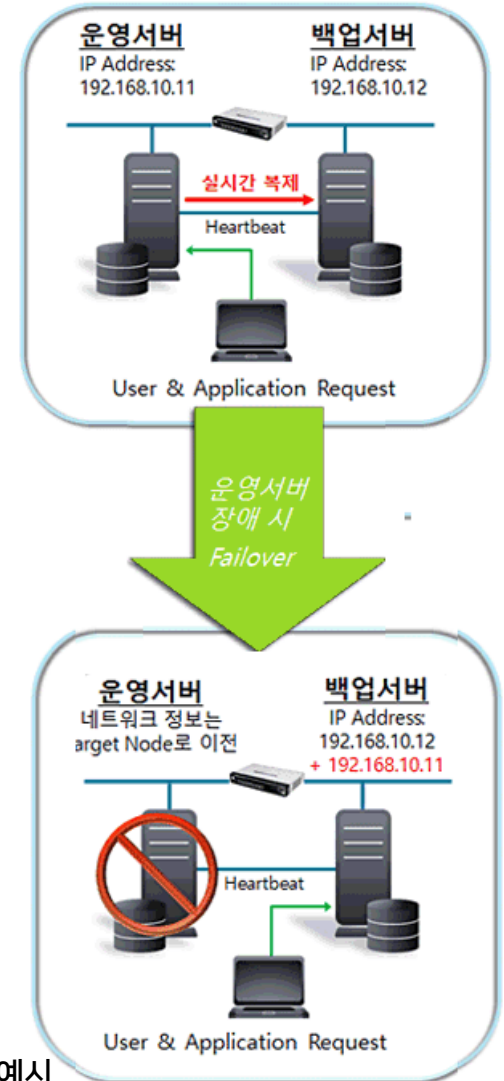 운영서버
IP Address:
192.168.10.11
백업서버
IP Address:
192.168.10.12
실시간 복제
Heartbeat
User & Application Request
운영서버
장애 시
Failover
운영서버
네트워크 정보는
arget Node로 이전
백업서버
IP Address:
192.168.10.12
+ 192.168.10.11
Heartbeat
User & Application Request
예시